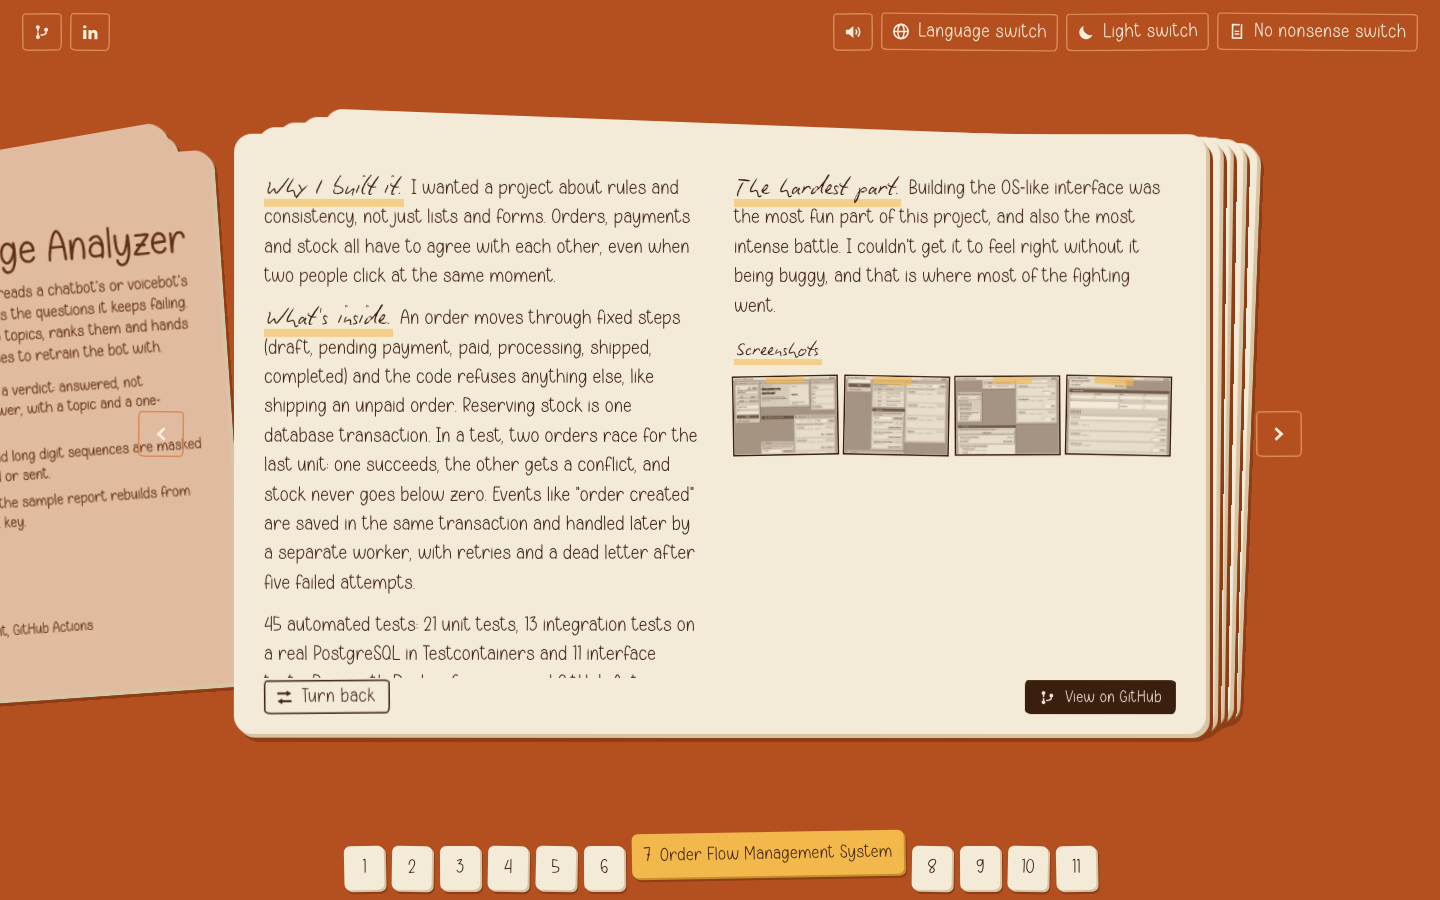 Language switch
Light switch
No nonsense switch
ge Analyzer
reads a chatbot's or voicebot's
s the questions it keeps failing.
topics, ranks them and hands
es to retrain the bot with.
a verdict: answered, not
wer, with a topic and a one-
nd long digit sequences are masked
l or sent.
the sample report rebuilds from
key.
nt, GitHub Actions
Why I built it. I wanted a project about rules and
consistency, not just lists and forms. Orders, payments
and stock all have to agree with each other, even when
two people click at the same moment.
What's inside. An order moves through fixed steps
(draft, pending payment, paid, processing, shipped,
completed) and the code refuses anything else, like
shipping an unpaid order. Reserving stock is one
database transaction. In a test, two orders race for the
last unit: one succeeds, the other gets a conflict, and
stock never goes below zero. Events like "order created"
are saved in the same transaction and handled later by
a separate worker, with retries and a dead letter after
five failed attempts.
45 automated tests: 21 unit tests, 13 integration tests on
a real PostgreSQL in Testcontainers and 11 interface
Turn back
The hardest part. Building the OS-like interface was
the most fun part of this project, and also the most
intense battle. I couldn't get it to feel right without it
being buggy, and that is where most of the fighting
went.
Screenshots
View on GitHub
1 2 3 4 5 6 7 Order Flow Management System 8 9 10 11